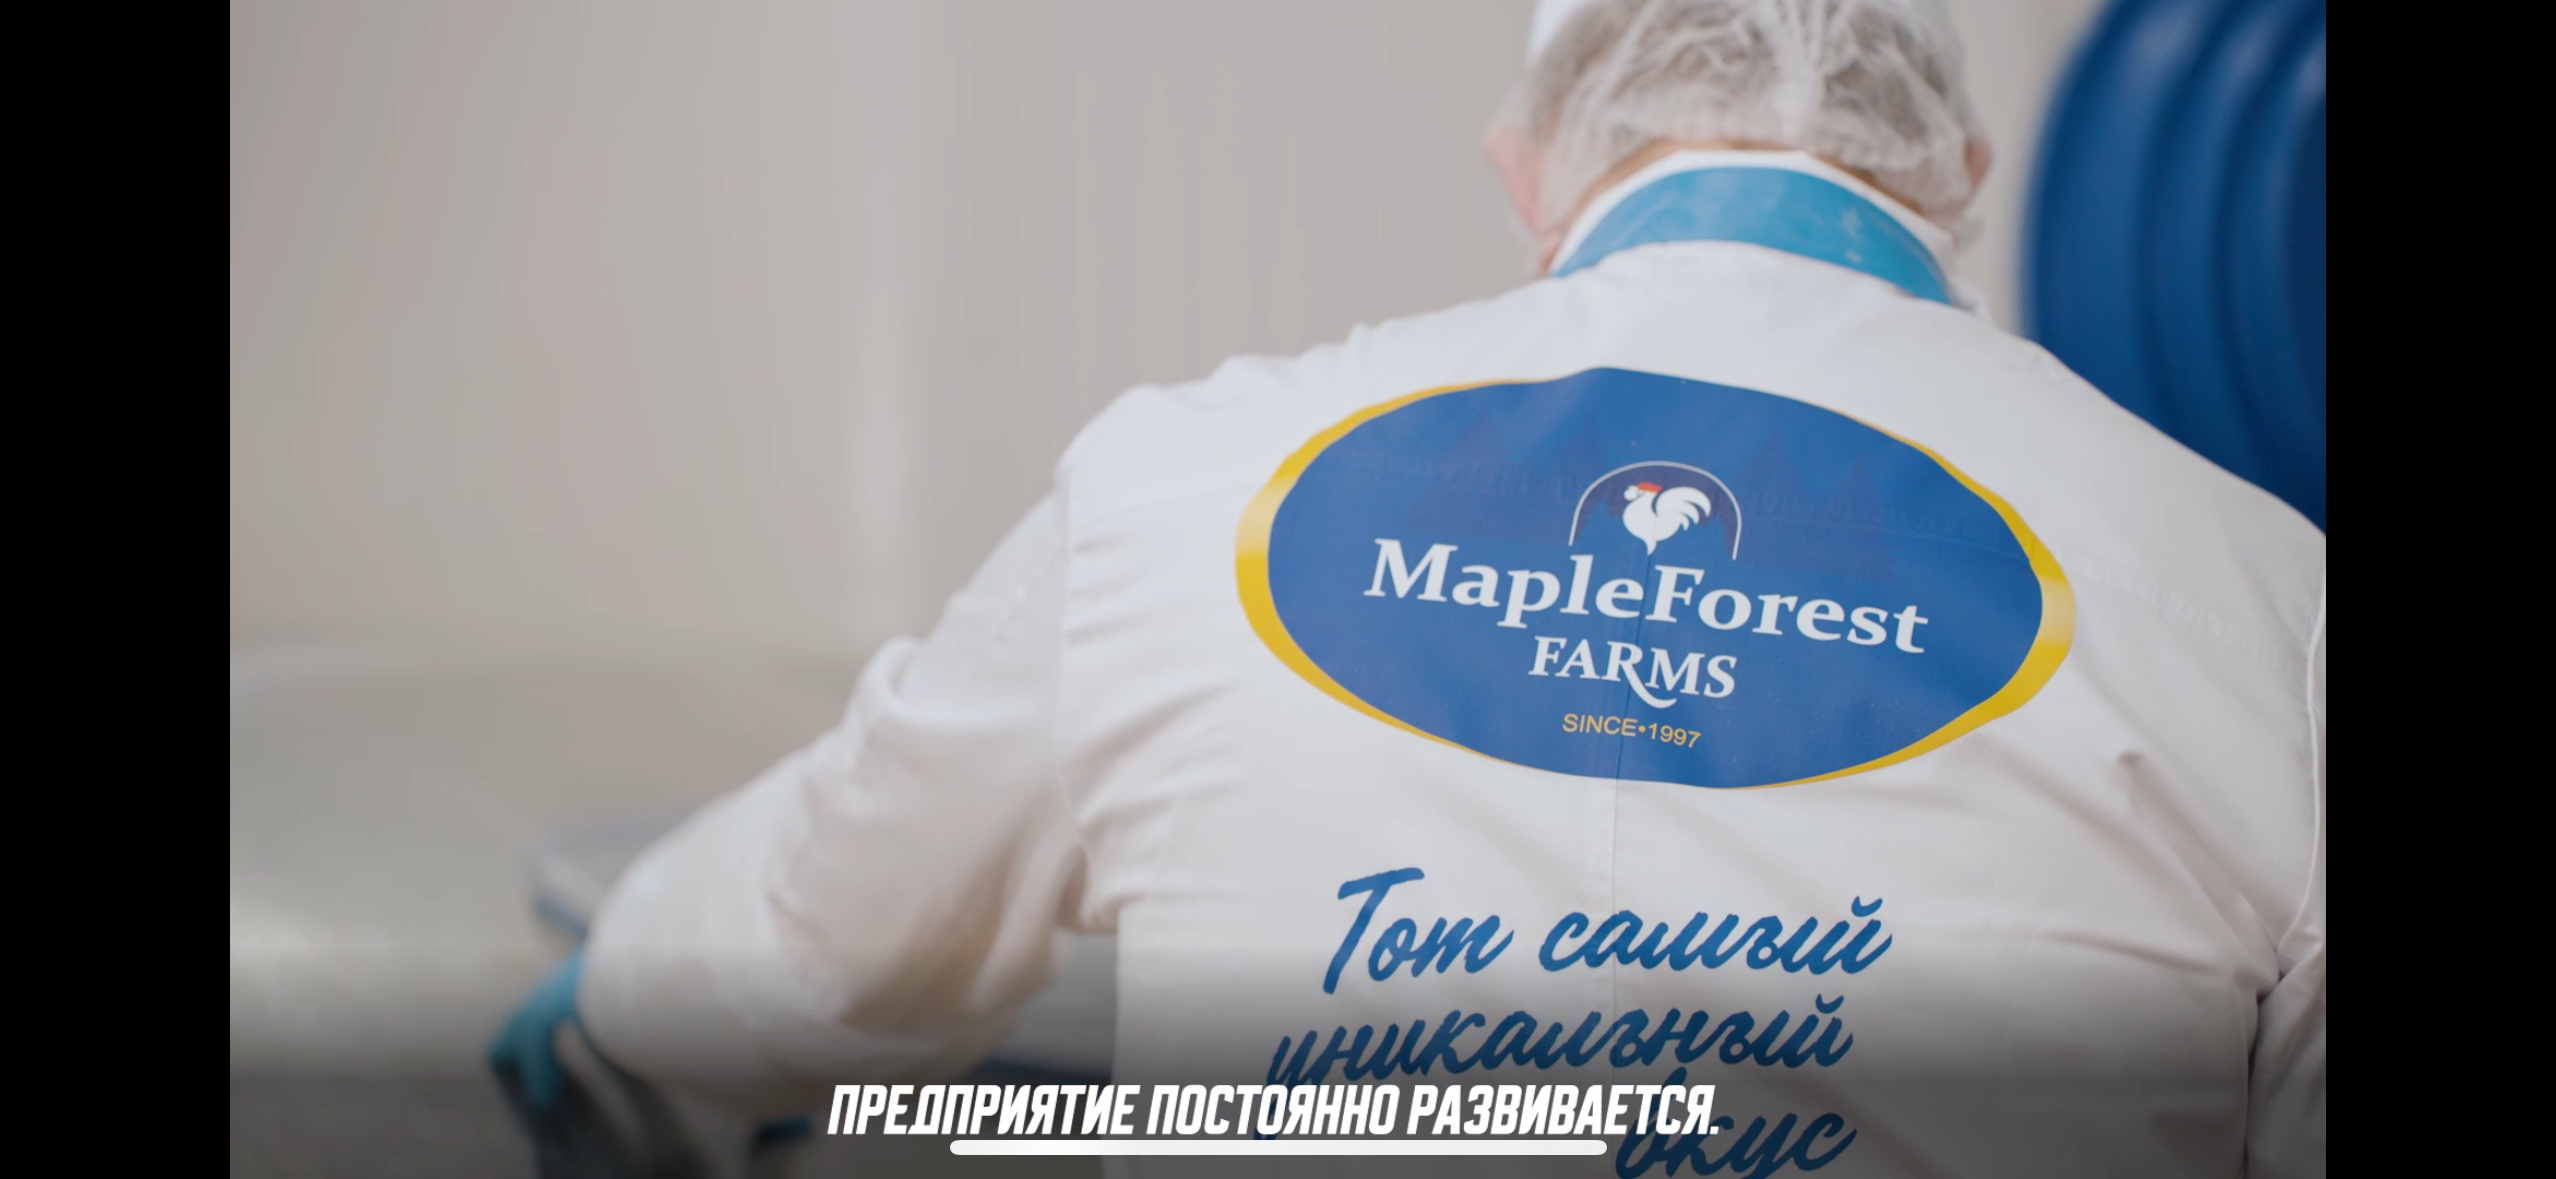 MapleForest
FARMS
SINCE•1997
Тот самый
уникальный
вкус
ПРЕДПРИЯТИЕ ПОСТОЯННО РАЗВИВАЕТСЯ.